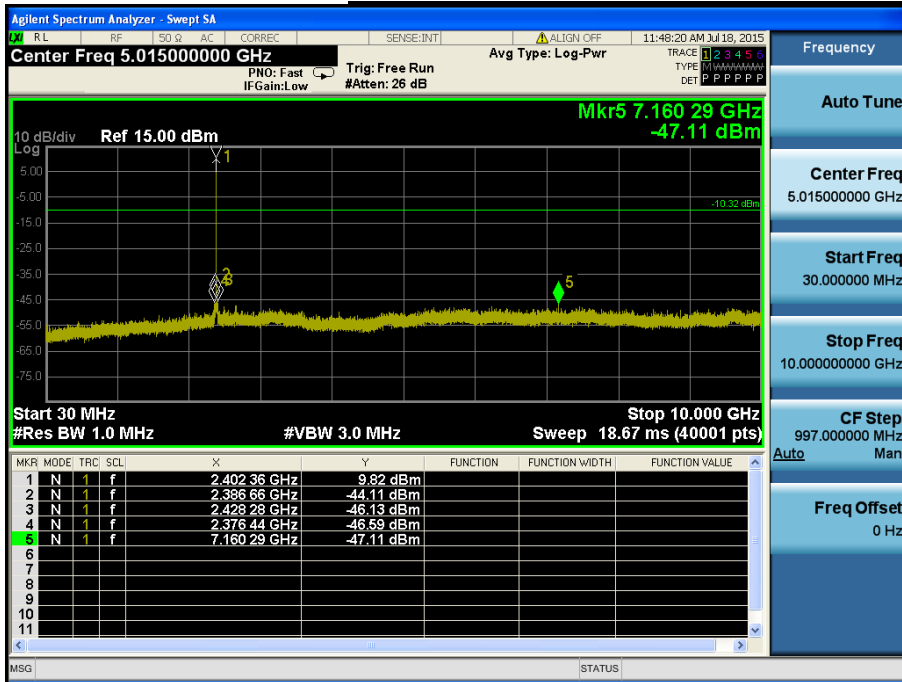 Agilent Spectrum Analyzer - Swept SA
LXI RL RF 50 Ω AC CORREC SENSE:INT ALIGN OFF 11:48:20 AM Jul 18, 2015
Center Freq 5.015000000 GHz
PNO: Fast
IFGain:Low
Trig: Free Run
#Atten: 26 dB
Avg Type: Log-Pwr
TRACE 1 2 3 4 5 6
TYPE MWWWWW
DET P P P P P P
Mkr5 7.160 29 GHz
-47.11 dBm
10 dB/div Ref 15.00 dBm
Log
5.00
-5.00
-15.0
-25.0
-35.0
-45.0
-55.0
-65.0
-75.0
1
-10.32 dBm
5
Start 30 MHz
Stop 10.000 GHz
#Res BW 1.0 MHz
#VBW 3.0 MHz
Sweep 18.67 ms (40001 pts)
MKR MODE TRC SCL X Y FUNCTION FUNCTION WIDTH FUNCTION VALUE
1 N 1 f 2.402 36 GHz 9.82 dBm
2 N 1 f 2.386 66 GHz -44.11 dBm
3 N 1 f 2.428 28 GHz -46.13 dBm
4 N 1 f 2.376 44 GHz -46.59 dBm
5 N 1 f 7.160 29 GHz -47.11 dBm
6
7
8
9
10
11
MSG
STATUS
Frequency
Auto Tune
Center Freq
5.015000000 GHz
Start Freq
30.000000 MHz
Stop Freq
10.000000000 GHz
CF Step
997.000000 MHz
Auto Man
Freq Offset
0 Hz